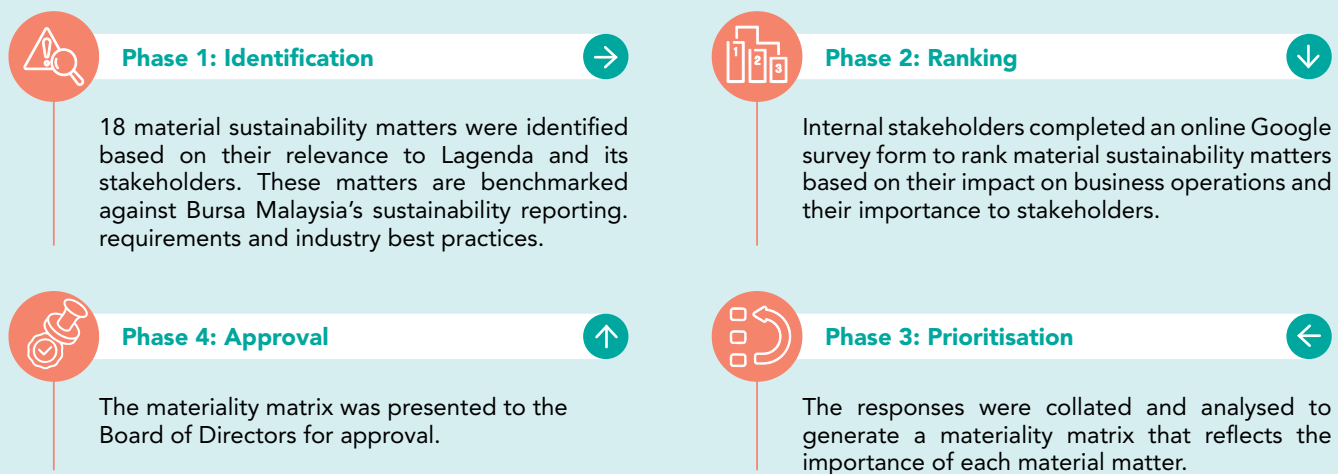 Phase 1: Identification
18 material sustainability matters were identified
based on their relevance to Lagenda and its
stakeholders. These matters are benchmarked
against Bursa Malaysia’s sustainability reporting.
requirements and industry best practices.
1
2
3
Phase 2: Ranking
Internal stakeholders completed an online Google
survey form to rank material sustainability matters
based on their impact on business operations and
their importance to stakeholders.
Phase 4: Approval
The materiality matrix was presented to the
Board of Directors for approval.
Phase 3: Prioritisation
The responses were collated and analysed to
generate a materiality matrix that reflects the
importance of each material matter.